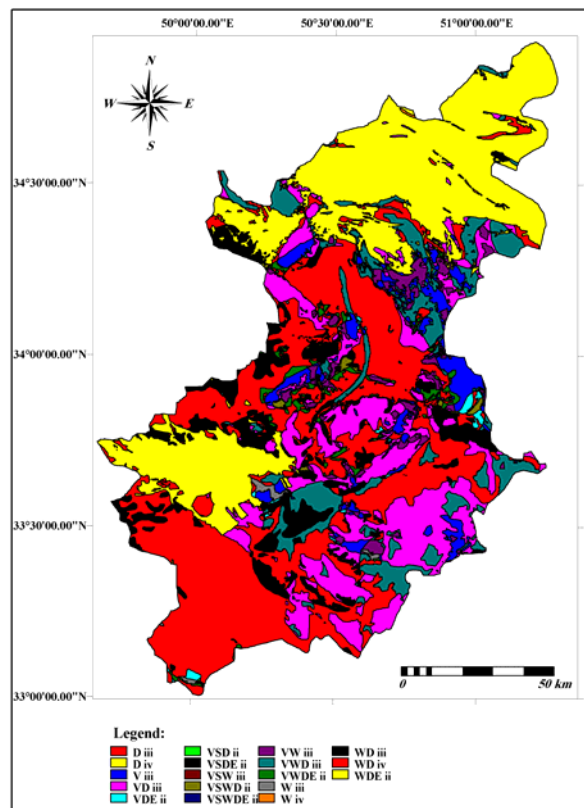 50°00'00.00"E 50°30'00.00"E 51°00'00.00"E
N
W E
S
34°30'00.00"N
34°00'00.00"N
33°30'00.00"N
33°00'00.00"N
0 50 km
Legend:
D iii VSD ii VW iii WD iii
D iv VSDE ii VWD iii WD iv
V iii VSW iii VWDE ii WDE ii
VD iii VSWD ii W iii
VDE ii VSWDE ii W iv